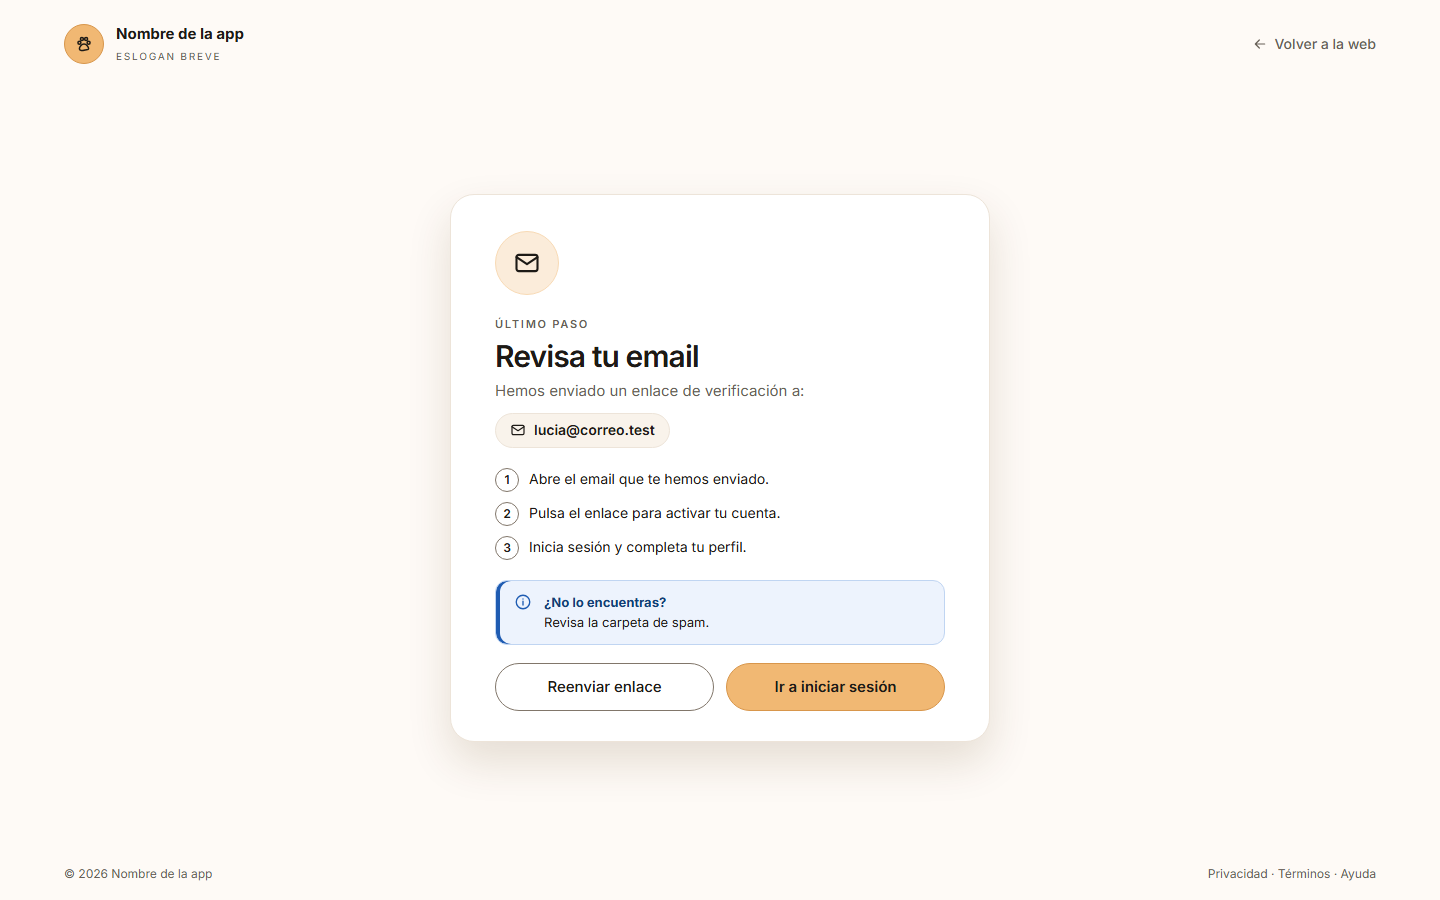 Nombre de la app
ESLOGAN BREVE
Volver a la web
ÚLTIMO PASO
Revisa tu email
Hemos enviado un enlace de verificación a:
lucia@correo.test
1 Abre el email que te hemos enviado.
2 Pulsa el enlace para activar tu cuenta.
3 Inicia sesión y completa tu perfil.
¿No lo encuentras?
Revisa la carpeta de spam.
Reenviar enlace
Ir a iniciar sesión
© 2026 Nombre de la app
Privacidad · Términos · Ayuda